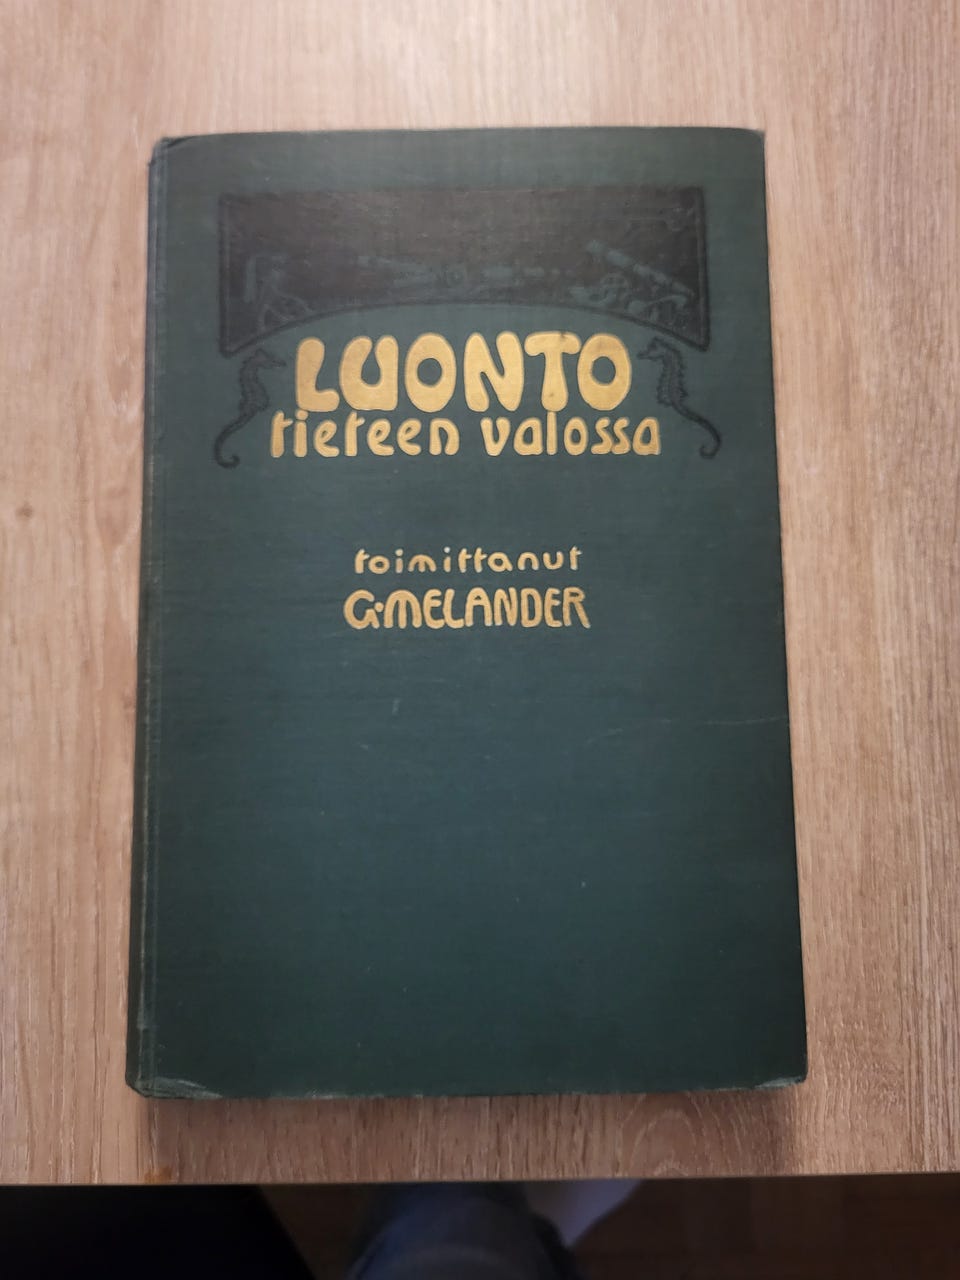 LUONTO
tieteen valossa
toimittanut
G. MELANDER